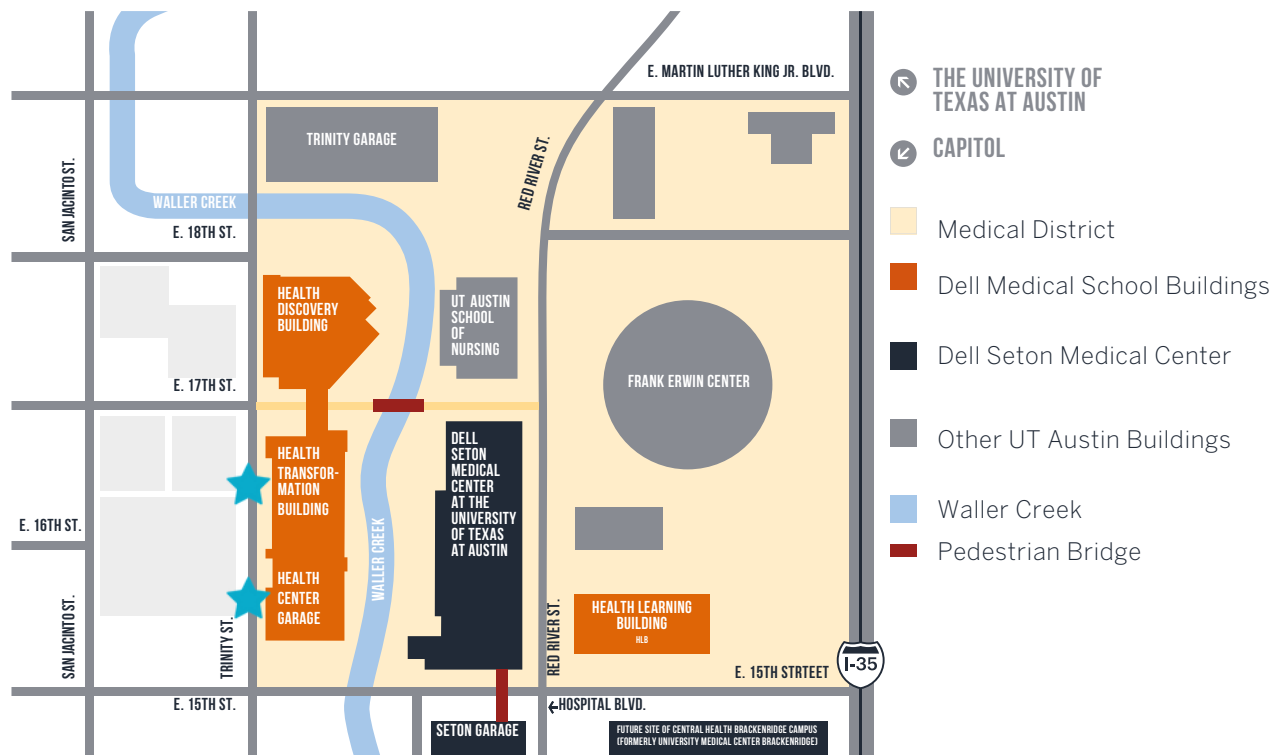 E. MARTIN LUTHER KING JR. BLVD.
THE UNIVERSITY OF
TEXAS AT AUSTIN
CAPITOL
TRINITY GARAGE
RED RIVER ST.
SAN JACINTO ST.
WALLER CREEK
E. 18TH ST.
Medical District
Dell Medical School Buildings
Dell Seton Medical Center
Other UT Austin Buildings
Waller Creek
Pedestrian Bridge
HEALTH
DISCOVERY
BUILDING
UT AUSTIN
SCHOOL
OF
NURSING
FRANK ERWIN CENTER
E. 17TH ST.
HEALTH
TRANSFOR-
MATION
BUILDING
DELL
SETON
MEDICAL
CENTER
AT THE
UNIVERSITY
OF TEXAS
AT AUSTIN
E. 16TH ST.
WALLER CREEK
HEALTH
CENTER
GARAGE
SAN JACINTO ST.
TRINITY ST.
RED RIVER ST.
HEALTH LEARNING
BUILDING
HLB
E. 15TH STRTEET
I-35
E. 15TH ST.
HOSPITAL BLVD.
SETON GARAGE
FUTURE SITE OF CENTRAL HEALTH BRACKENRIDGE CAMPUS
(FORMERLY UNIVERSITY MEDICAL CENTER BRACKENRIDGE)